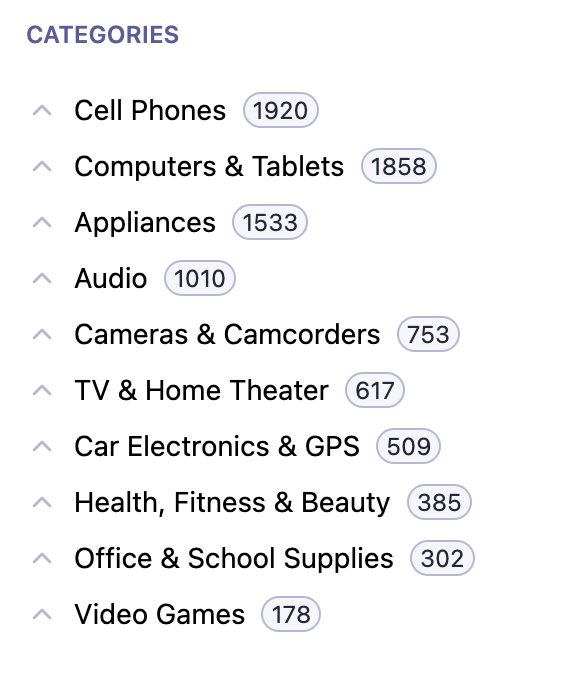 CATEGORIES
Cell Phones 1920
Computers & Tablets 1858
Appliances 1533
Audio 1010
Cameras & Camcorders 753
TV & Home Theater 617
Car Electronics & GPS 509
Health, Fitness & Beauty 385
Office & School Supplies 302
Video Games 178